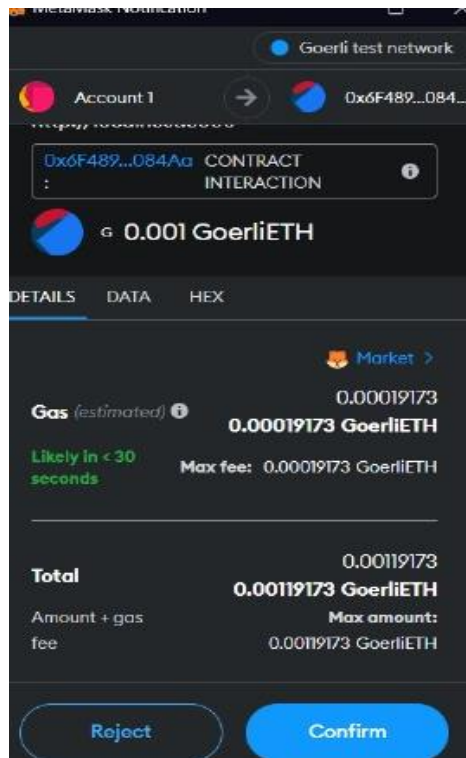 MetaMask Notification
Goerli test network
Account 1
0x6F489...084...
0x6F489...084Aa : CONTRACT INTERACTION
G 0.001 GoerliETH
DETAILS DATA HEX
Market >
0.00019173
Gas (estimated) 0.00019173 GoerliETH
Likely in < 30 seconds
Max fee: 0.00019173 GoerliETH
0.00119173
Total 0.00119173 GoerliETH
Amount + gas fee
Max amount:
0.00119173 GoerliETH
Reject Confirm